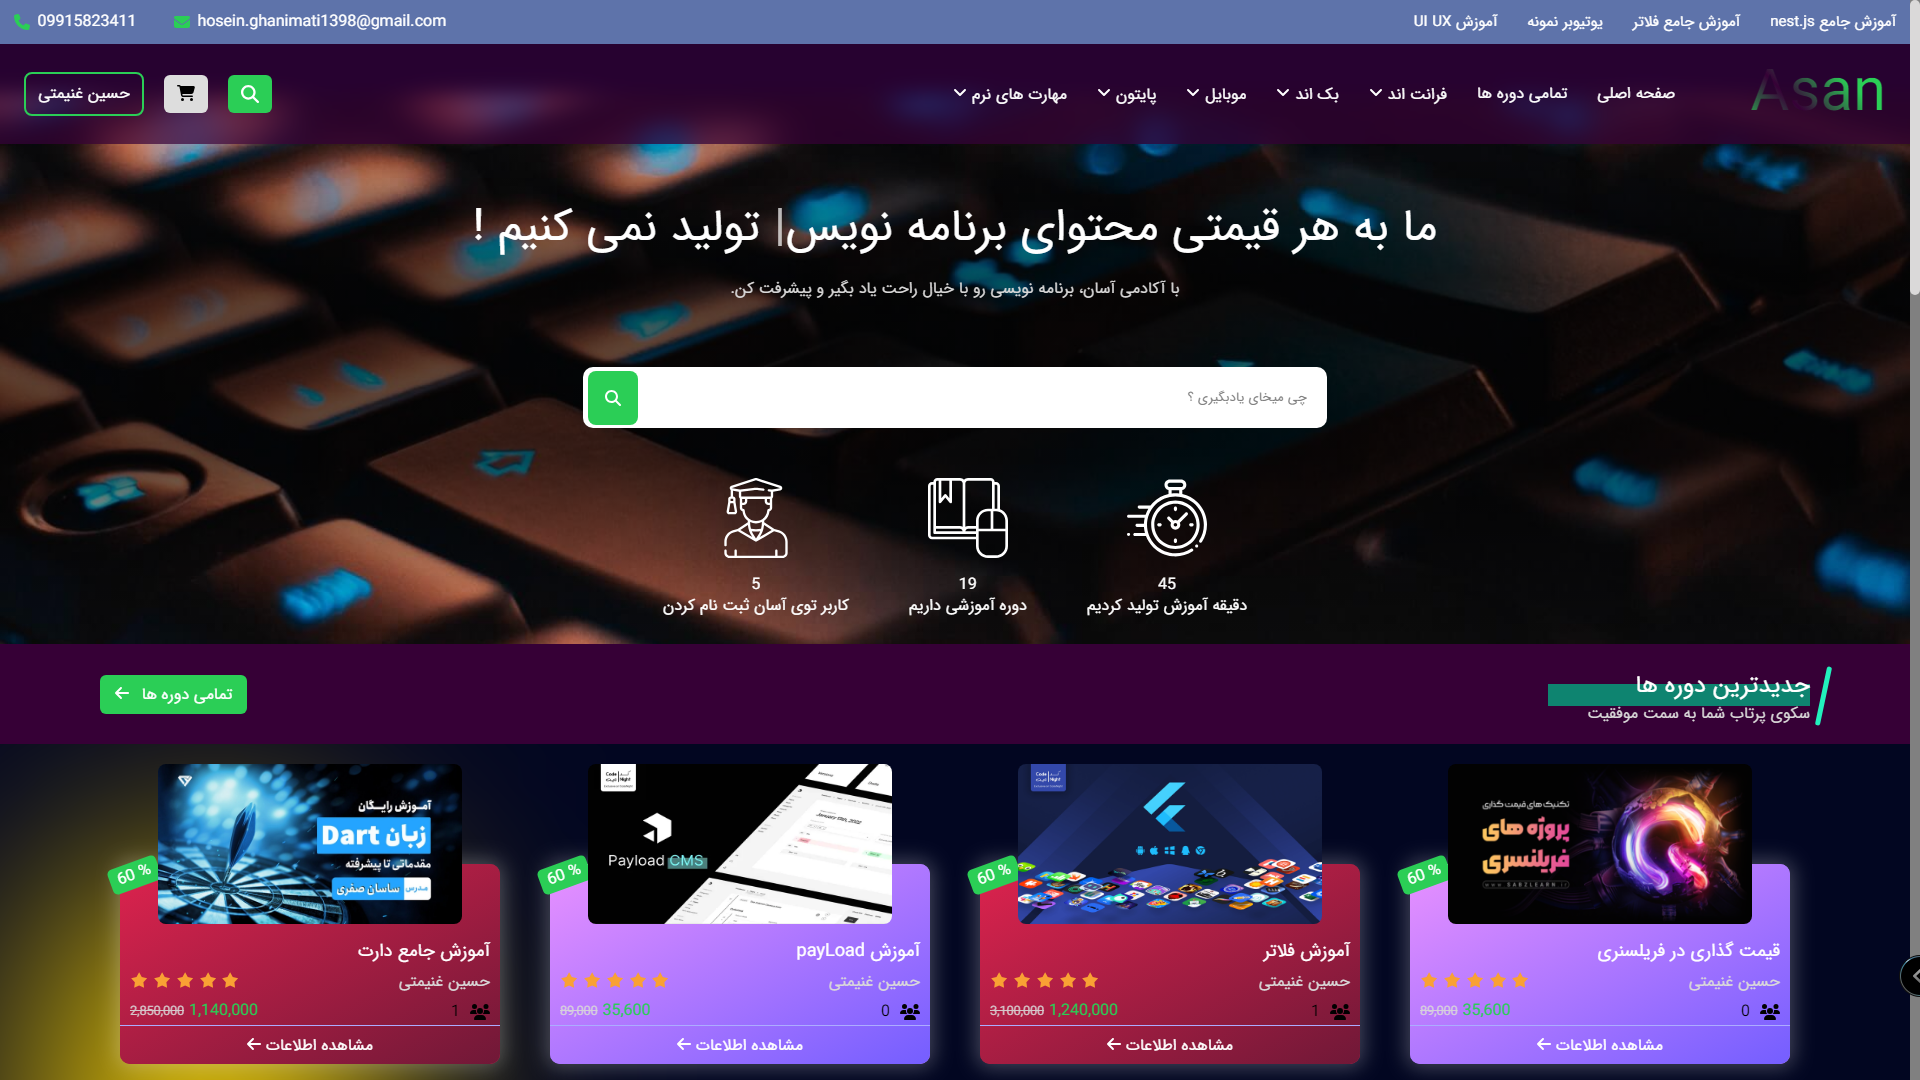 آموزش جامع nest.js
آموزش جامع فلاتر
یوتیوبر نمونه
آموزش UI UX
hosein.ghanimati1398@gmail.com
09915823411
Asan
صفحه اصلی
تمامی دوره ها
فرانت اند
بک اند
موبایل
پایتون
مهارت های نرم
حسین غنیمتی
ما به هر قیمتی محتوای برنامه نویس| تولید نمی کنیم !
با آکادمی آسان، برنامه نویسی رو با خیال راحت یاد بگیر و پیشرفت کن.
چی میخای یادبگیری ؟
45
دقیقه آموزش تولید کردیم
19
دوره آموزشی داریم
5
کاربر توی آسان ثبت نام کردن
جدیدترین دوره ها
سکوی پرتاب شما به سمت موفقیت
تمامی دوره ها
تکنیک های قیمت گذاری
پروژه های
فریلنسری
WWW.SABZLEARN.IR
60 %
قیمت گذاری در فریلنسری
حسین غنیمتی
0
89,000 35,600
مشاهده اطلاعات
60 %
آموزش فلاتر
حسین غنیمتی
1
3,100,000 1,240,000
مشاهده اطلاعات
Payload CMS
60 %
آموزش payLoad
حسین غنیمتی
0
89,000 35,600
مشاهده اطلاعات
آموزش رایگان
زبان Dart
مقدماتی تا پیشرفته
مدرس ساسان صفری
60 %
آموزش جامع دارت
حسین غنیمتی
1
2,850,000 1,140,000
مشاهده اطلاعات